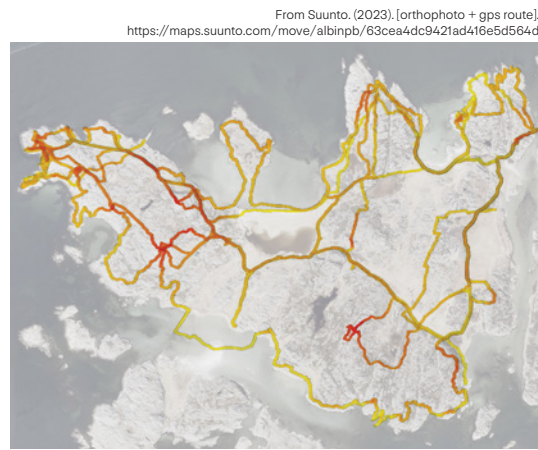 From Suunto. (2023). [orthophoto + gps route].
https://maps.suunto.com/move/albinpb/63cea4dc9421ad416e5d564d